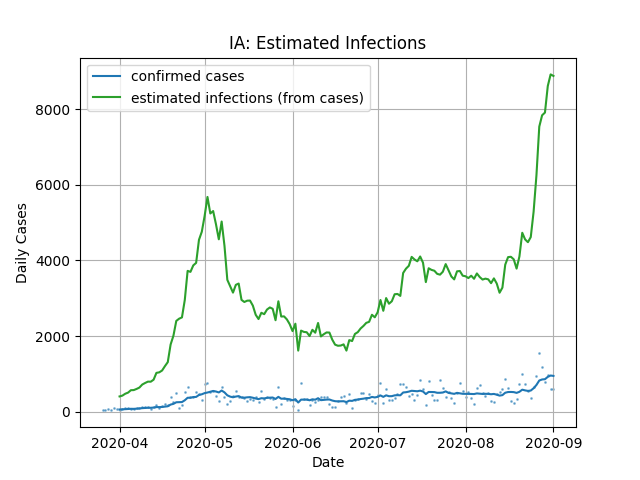 IA: Estimated Infections
confirmed cases
estimated infections (from cases)
Daily Cases
8000
6000
4000
2000
0
2020-04 2020-05 2020-06 2020-07 2020-08 2020-09
Date